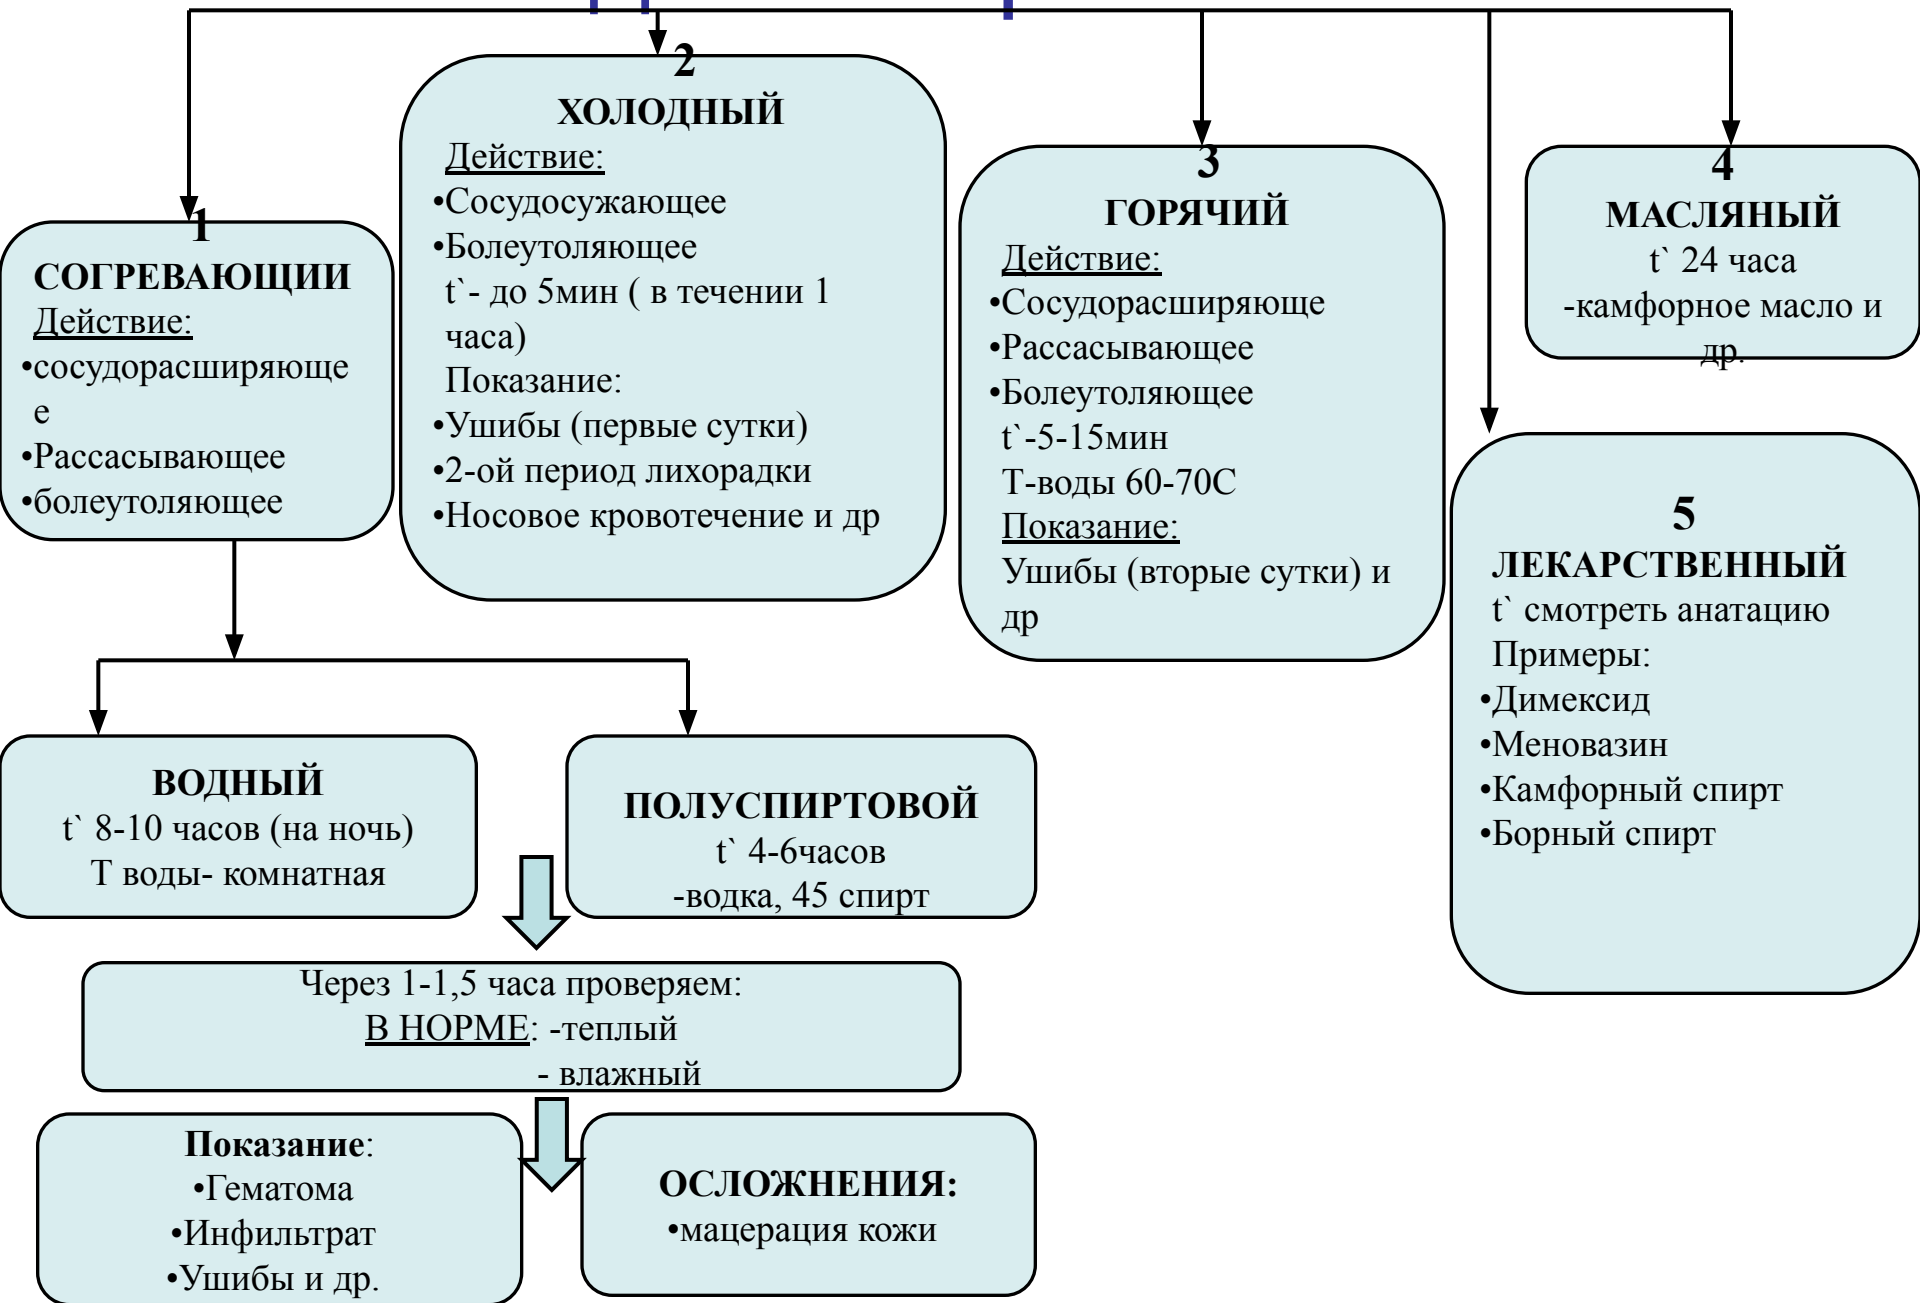 1
СОГРЕВАЮЩИИ
Действие:
•сосудорасширяюще
е
•Рассасывающее
•болеутоляющее
2
ХОЛОДНЫЙ
Действие:
•Сосудосужающее
•Болеутоляющее
t`- до 5мин ( в течении 1
часа)
Показание:
•Ушибы (первые сутки)
•2-ой период лихорадки
•Носовое кровотечение и др
3
ГОРЯЧИЙ
Действие:
•Сосудорасширяюще
•Рассасывающее
•Болеутоляющее
t`-5-15мин
Т-воды 60-70С
Показание:
Ушибы (вторые сутки) и
др
4
МАСЛЯНЫЙ
t` 24 часа
-камфорное масло и
др.
5
ЛЕКАРСТВЕННЫЙ
t` смотреть анатацию
Примеры:
•Димексид
•Меновазин
•Камфорный спирт
•Борный спирт
ВОДНЫЙ
t` 8-10 часов (на ночь)
Т воды- комнатная
ПОЛУСПИРТОВОЙ
t` 4-6часов
-водка, 45 спирт
Через 1-1,5 часа проверяем:
В НОРМЕ: -теплый
- влажный
Показание:
•Гематома
•Инфильтрат
•Ушибы и др.
ОСЛОЖНЕНИЯ:
•мацерация кожи